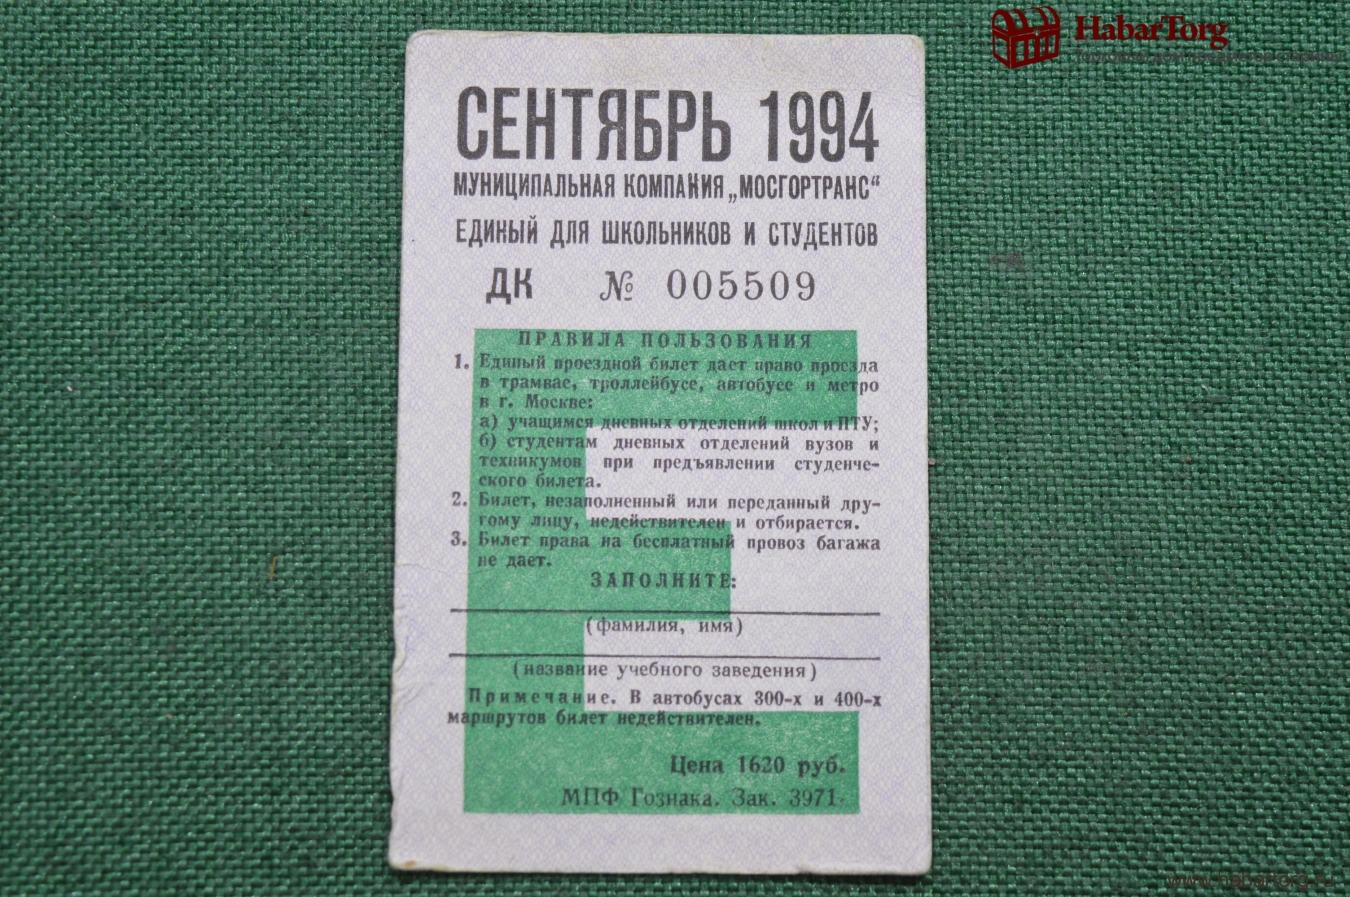 HabarTorg
СЕНТЯБРЬ 1994
МУНИЦИПАЛЬНАЯ КОМПАНИЯ „МОСГОРТРАНС“
ЕДИНЫЙ ДЛЯ ШКОЛЬНИКОВ И СТУДЕНТОВ
ДК № 005509
ПРАВИЛА ПОЛЬЗОВАНИЯ
1. Единый проездной билет дает право проезда
в трамвае, троллейбусе, автобусе и метро
в г. Москве:
а) учащимся дневных отделений школ и ПТУ;
б) студентам дневных отделений вузов и
техникумов при предъявлении студенче-
ского билета.
2. Билет, незаполненный или переданный дру-
гому лицу, недействителен и отбирается.
3. Билет права на бесплатный провоз багажа
не дает.
ЗАПОЛНИТЕ:
(фамилия, имя)
(название учебного заведения)
Примечание. В автобусах 300-х и 400-х
маршрутов билет недействителен.
Цена 1620 руб.
МПФ Гознака. Зак. 3971
www.habarTorg.ru